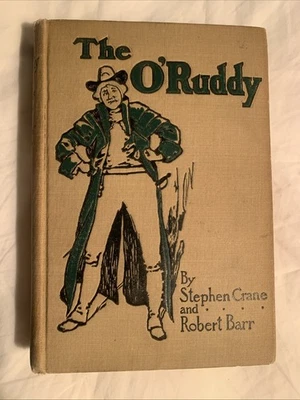 The
O'Ruddy
By
Stephen Crane
and . . . . .
Robert Barr